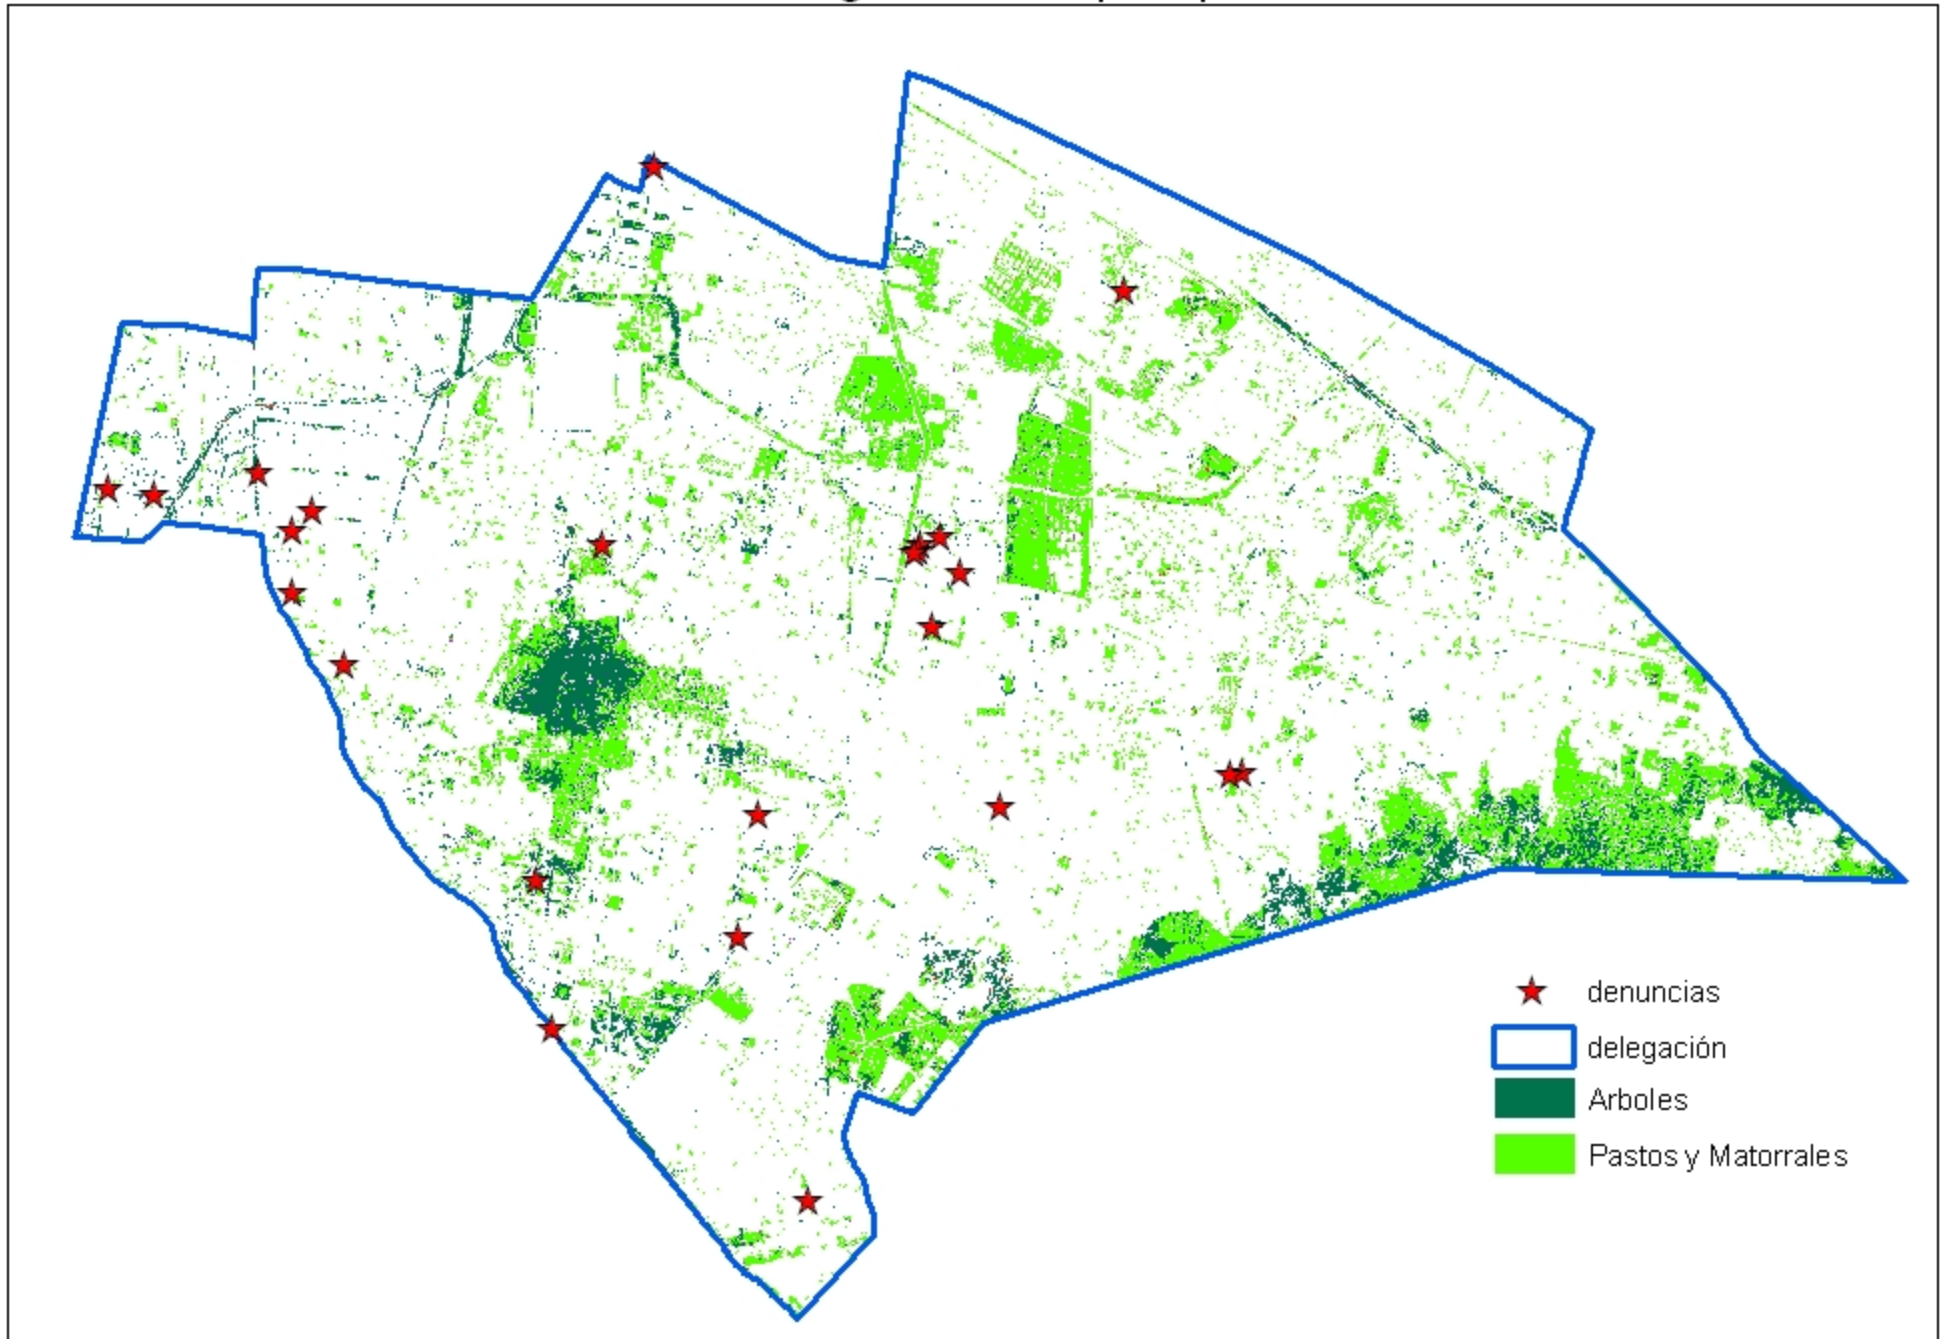 denuncias
delegación
Arboles
Pastos y Matorrales